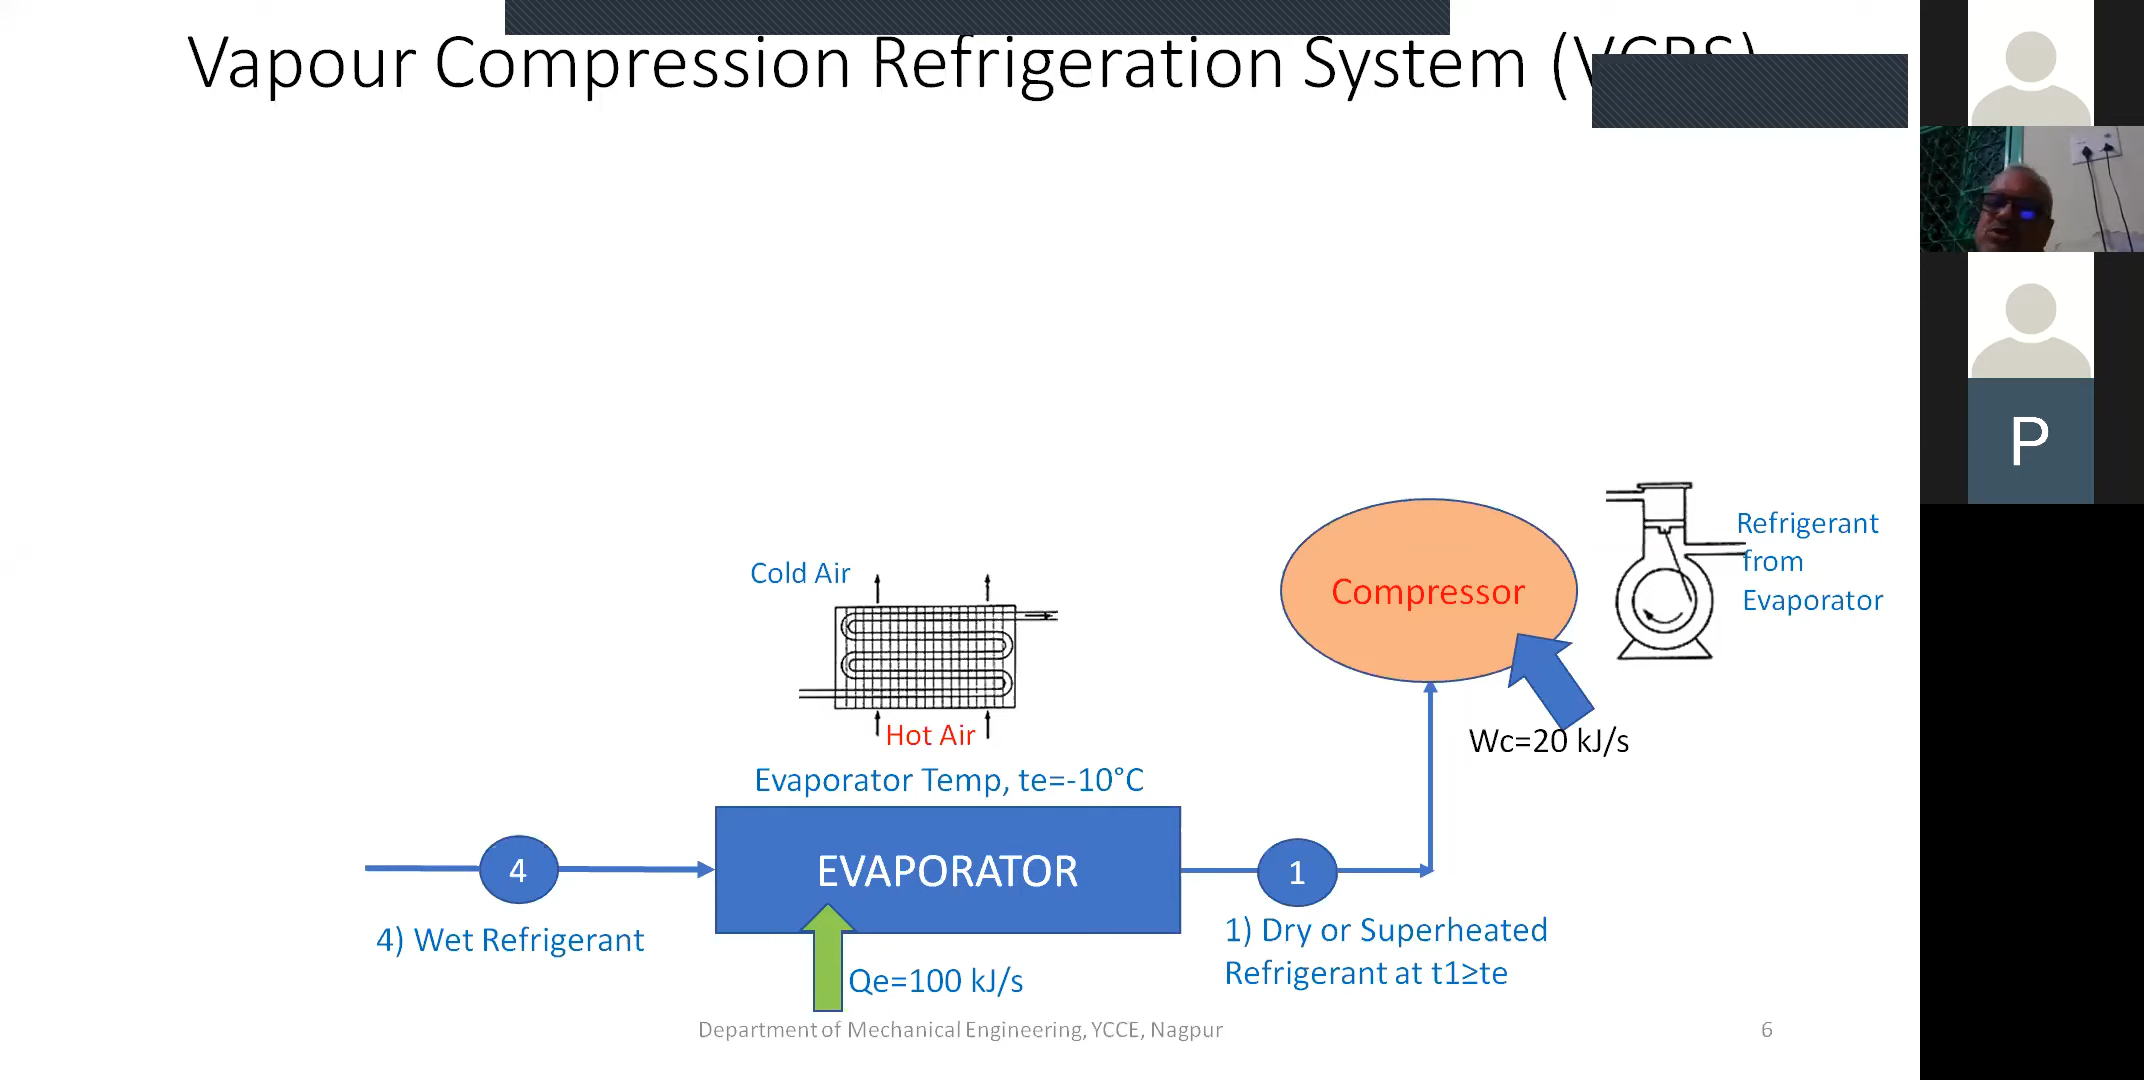 Vapour Compression Refrigeration System (VCRS)
P
Refrigerant
from
Evaporator
Cold Air
Compressor
Hot Air
Wc=20 kJ/s
Evaporator Temp, te=-10°C
4
EVAPORATOR
1
4) Wet Refrigerant
1) Dry or Superheated
Refrigerant at t1≥te
Qe=100 kJ/s
Department of Mechanical Engineering, YCCE, Nagpur
6